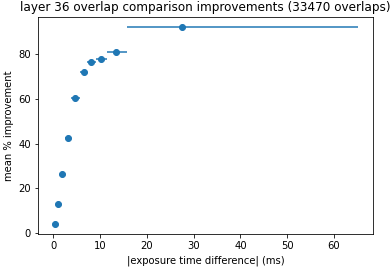 layer 36 overlap comparison improvements (33470 overlaps)
mean % improvement
80
60
40
20
0
0 10 20 30 40 50 60
|exposure time difference| (ms)